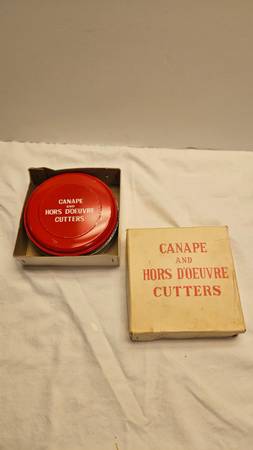 CANAPE
AND
HORS D'OEUVRE
CUTTERS
CANAPE
AND
HORS D'OEUVRE
CUTTERS